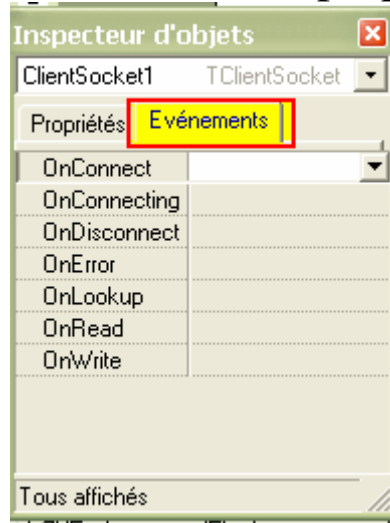 Inspecteur d'objets
ClientSocket1 TClientSocket
Propriétés Evénements
OnConnect
OnConnecting
OnDisconnect
OnError
OnLookup
OnRead
OnWrite
Tous affichés